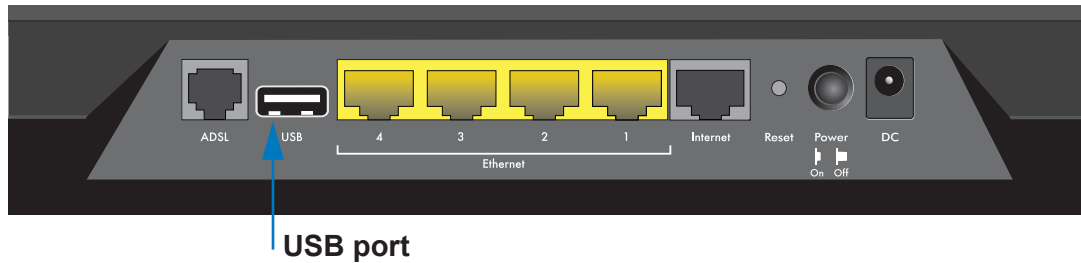 ADSL USB 4 3 2 1 Internet Reset Power DC
Ethernet
On Off
USB port